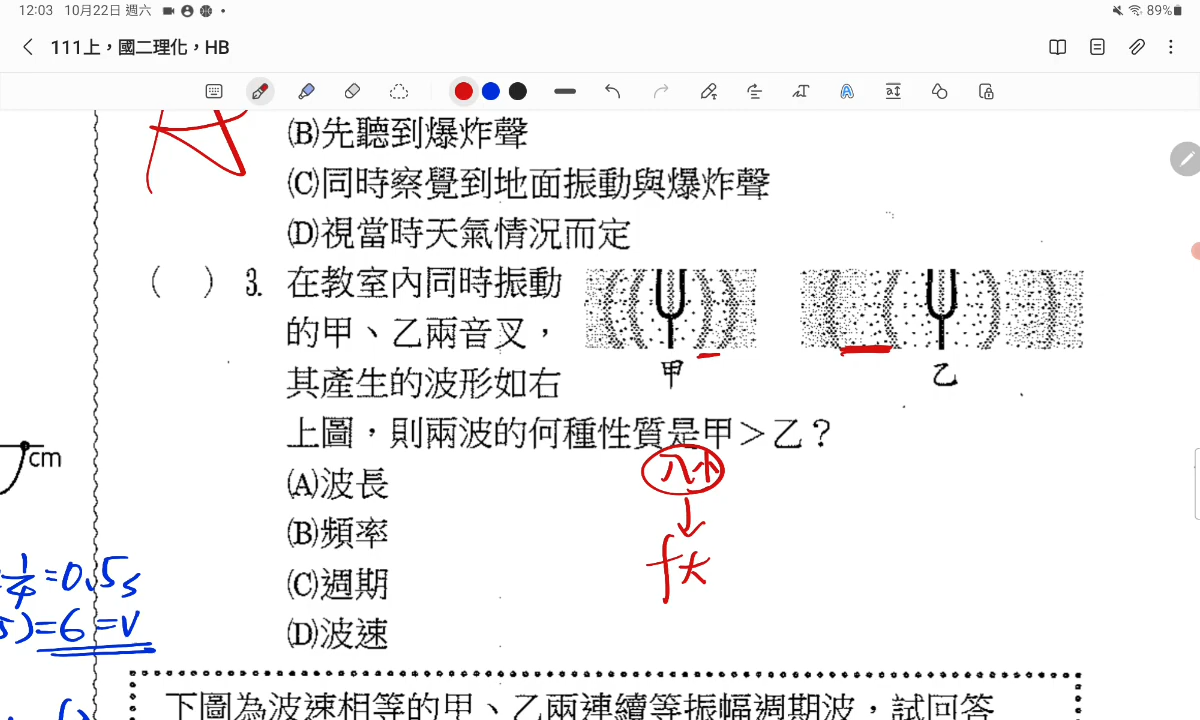 12:03 10月22日 週六 89%
111上，國二理化，HB
(B)先聽到爆炸聲
(C)同時察覺到地面振動與爆炸聲
(D)視當時天氣情況而定
( ) 3. 在教室內同時振動
的甲、乙兩音叉，
其產生的波形如右
甲 乙
上圖，則兩波的何種性質是甲＞乙？
λ小
(A)波長
(B)頻率
f大
(C)週期
(D)波速
cm
1/4=0.5s
5)=6=V
下圖為波速相等的甲、乙兩連續等振幅週期波，試回答